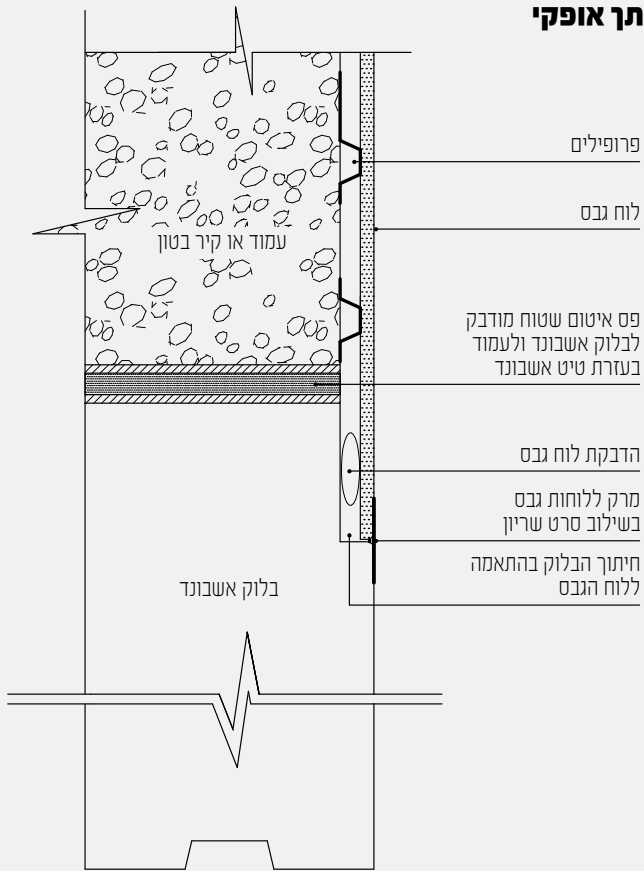 תך אופקי
פרופילים
לוח גבס
עמוד או קיר בטון
פס איטום שטוח מודבק
לבלוק אשבונד ולעמוד
בעזרת טיט אשבונד
הדבקת לוח גבס
מרק ללוחות גבס
בשילוב סרט שריון
חיתוך הבלוק בהתאמה
ללוח הגבס
בלוק אשבונד